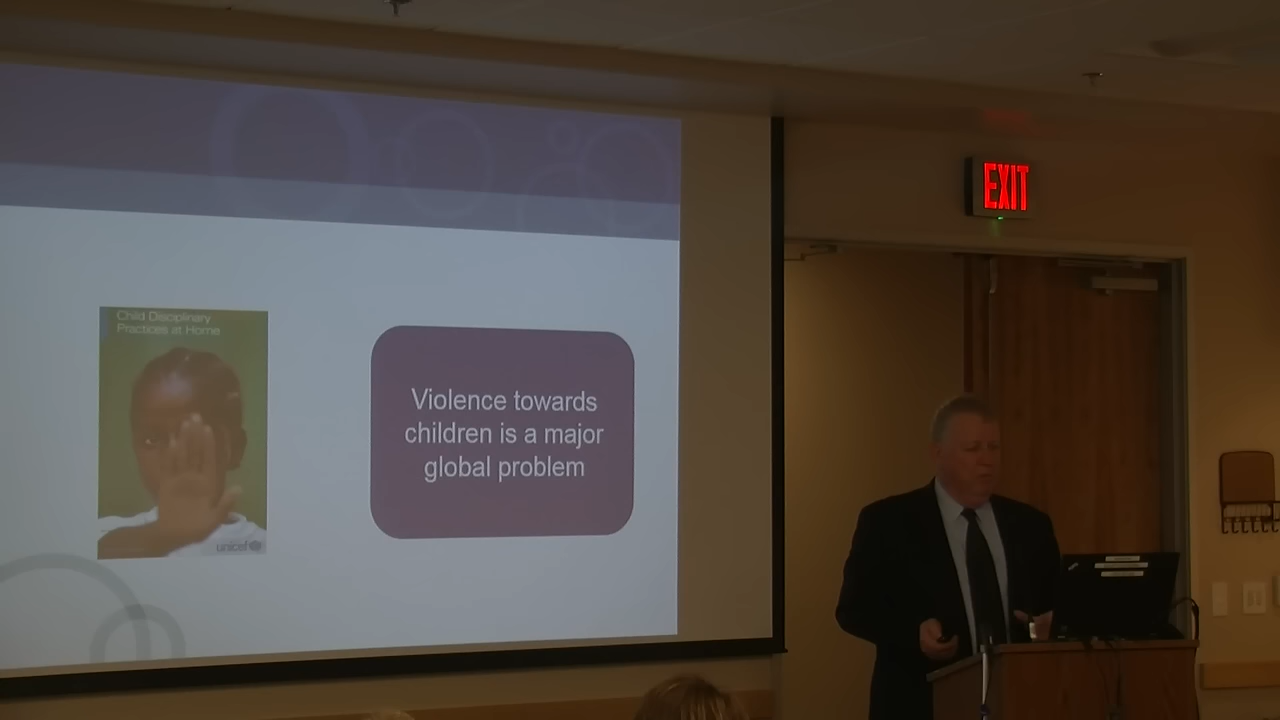 Child Disciplinary
Practices at Home
unicef
Violence towards
children is a major
global problem
EXIT